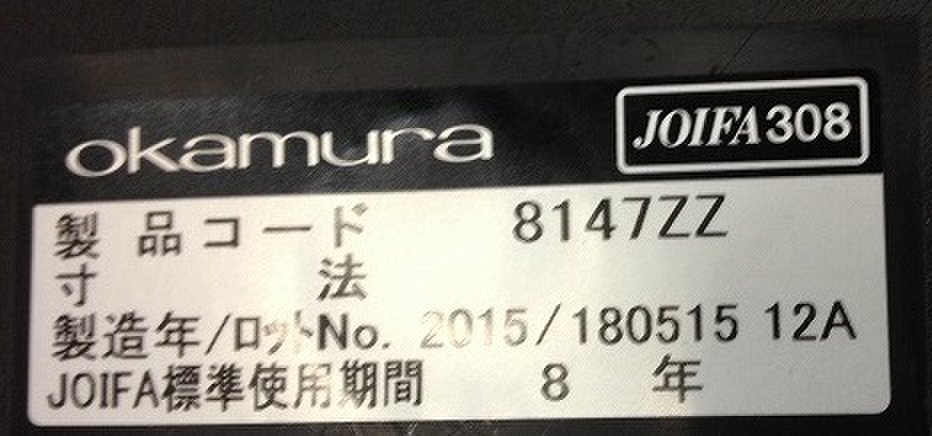 okamura JOIFA308
製品コード 8147ZZ
寸法
製造年/ロットNo. 2015/180515 12A
JOIFA標準使用期間 8 年